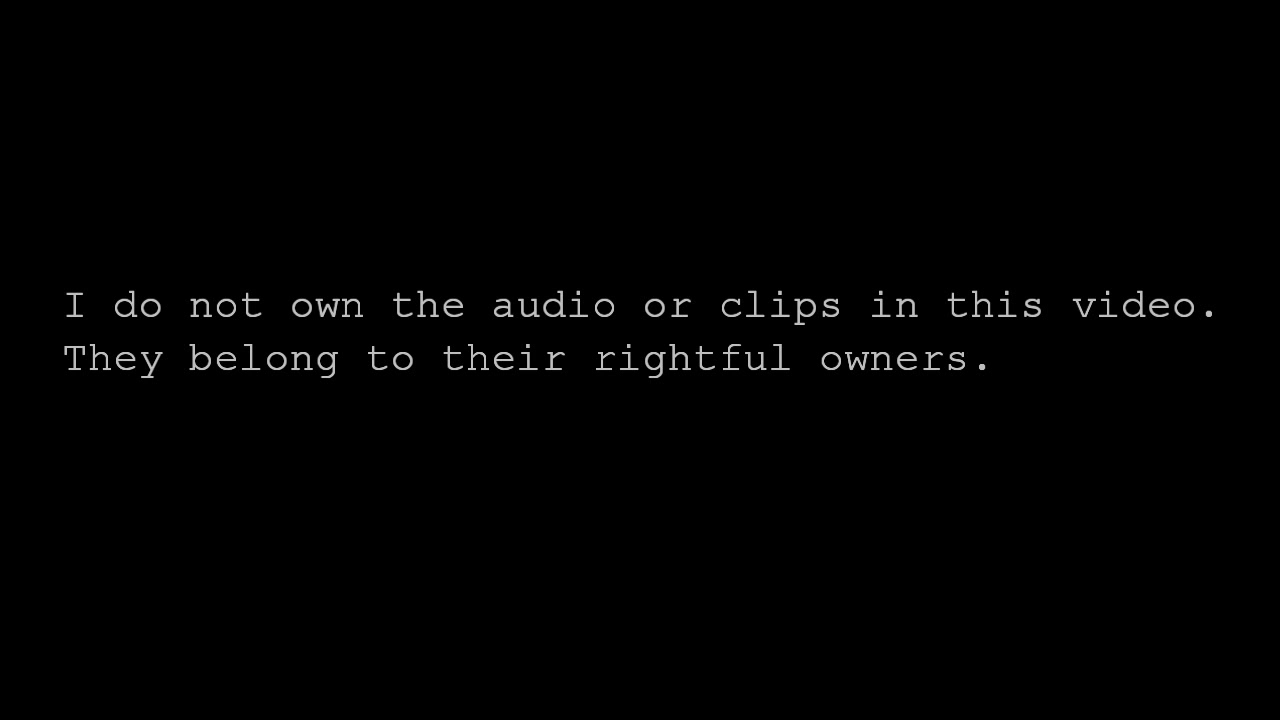 I do not own the audio or clips in this video.
They belong to their rightful owners.